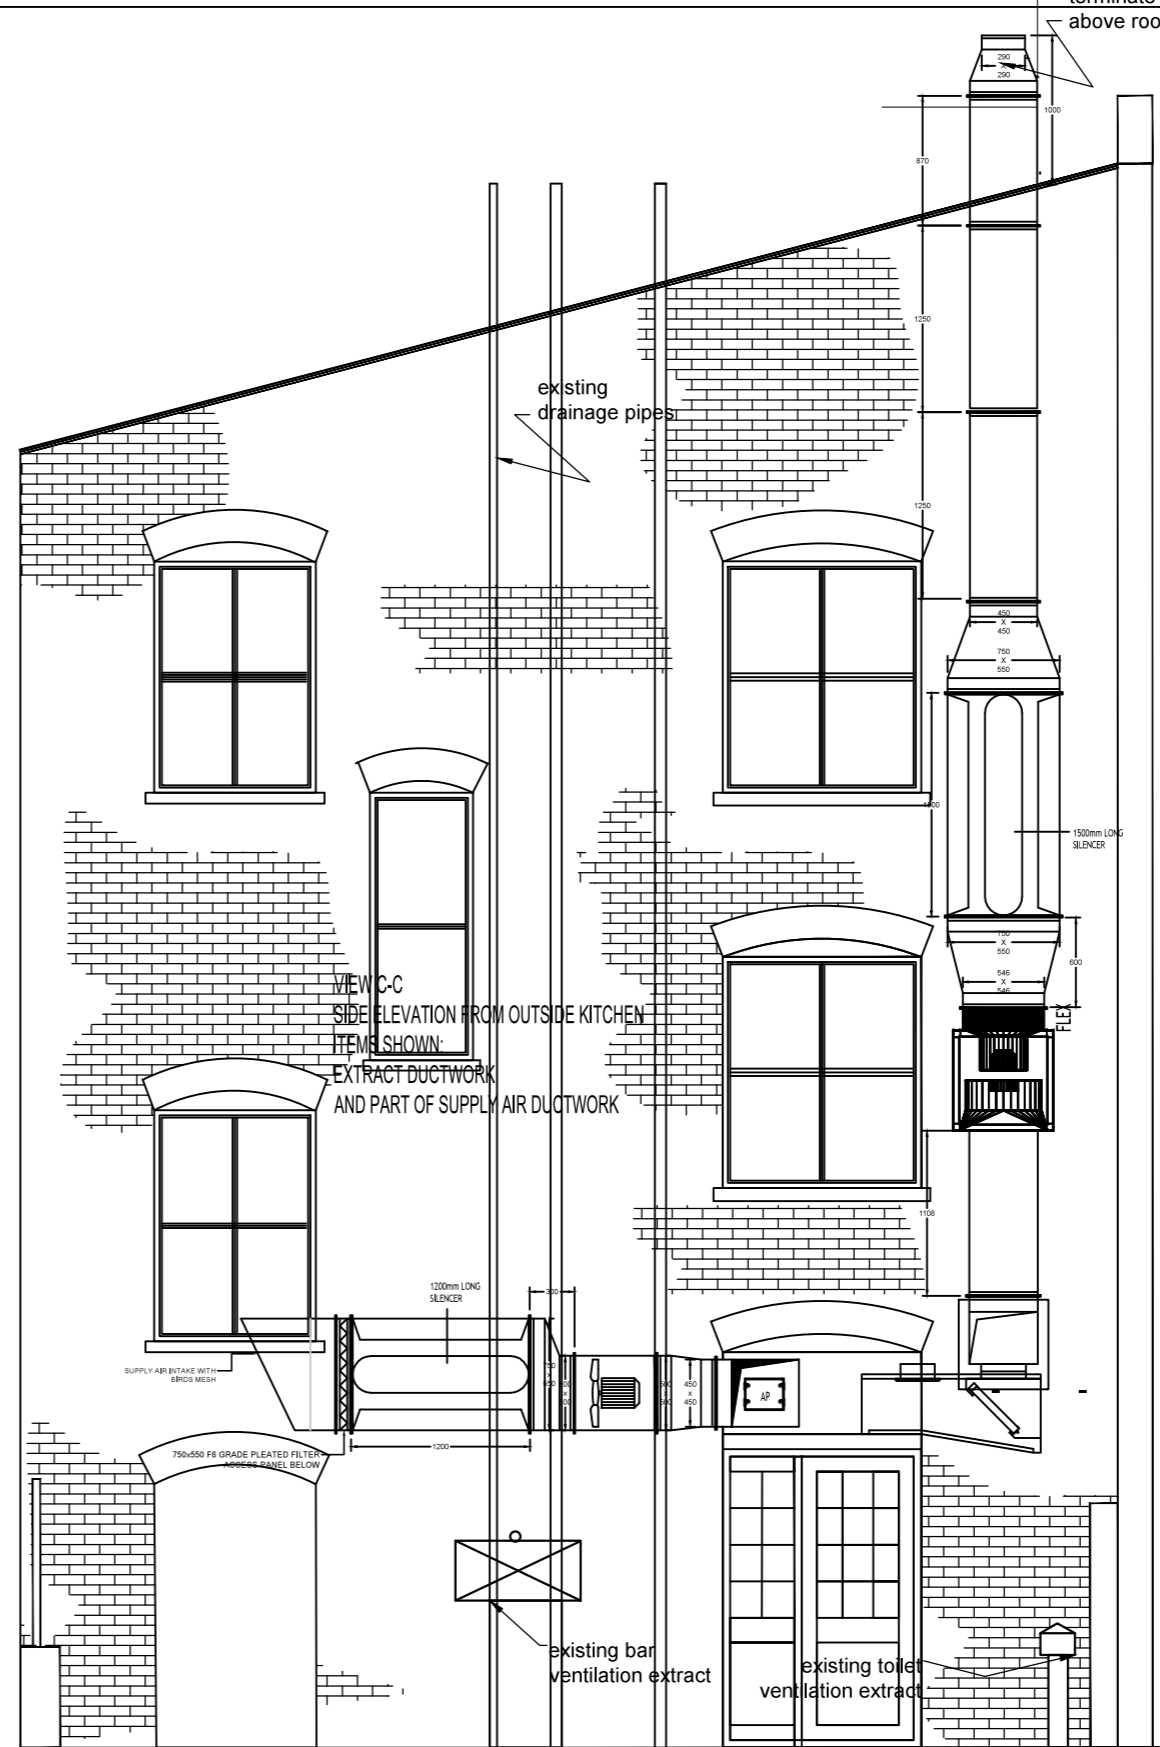 above roo
290
X
290
1000
870
1250
existing
drainage pipes
1250
450
X
450
750
X
550
1500mm LONG
SILENCER
750
X
550
600
546
X
546
FLEX
VIEW C-C
SIDE ELEVATION FROM OUTSIDE KITCHEN
ITEMS SHOWN:
EXTRACT DUCTWORK
AND PART OF SUPPLY AIR DUCTWORK
1108
1200mm LONG
SILENCER
300
SUPPLY AIR INTAKE WITH
BIRDS MESH
450
X
450
AP
1200
750x550 F6 GRADE PLEATED FILTER
ACCESS PANEL BELOW
existing bar
ventilation extract
existing toilet
ventilation extract